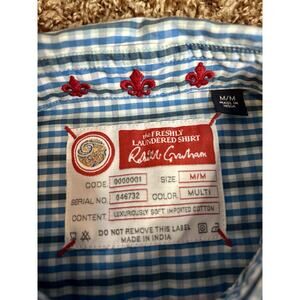 M/M
MADE IN
INDIA
the FRESHLY
LAUNDERED SHIRT
Robert Graham
CODE 0000001 SIZE M/M
SERIAL NO. 046732 COLOR MULTI
CONTENT LUXURIOUSLY SOFT IMPORTED COTTON
DO NOT REMOVE THIS LABEL
MADE IN INDIA